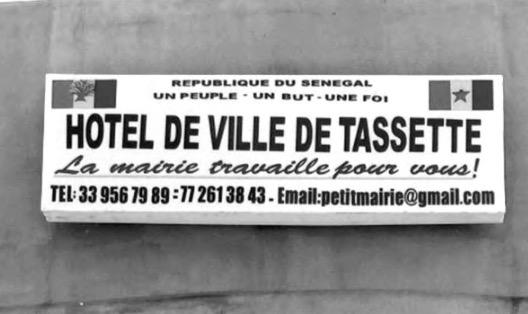 REPUBLIQUE DU SENEGAL
UN PEUPLE - UN BUT - UNE FOI
HOTEL DE VILLE DE TASSETTE
La mairie travaille pour vous!
TEL: 33 956 79 89 : 77 261 38 43 - Email:petitmairie@gmail.com